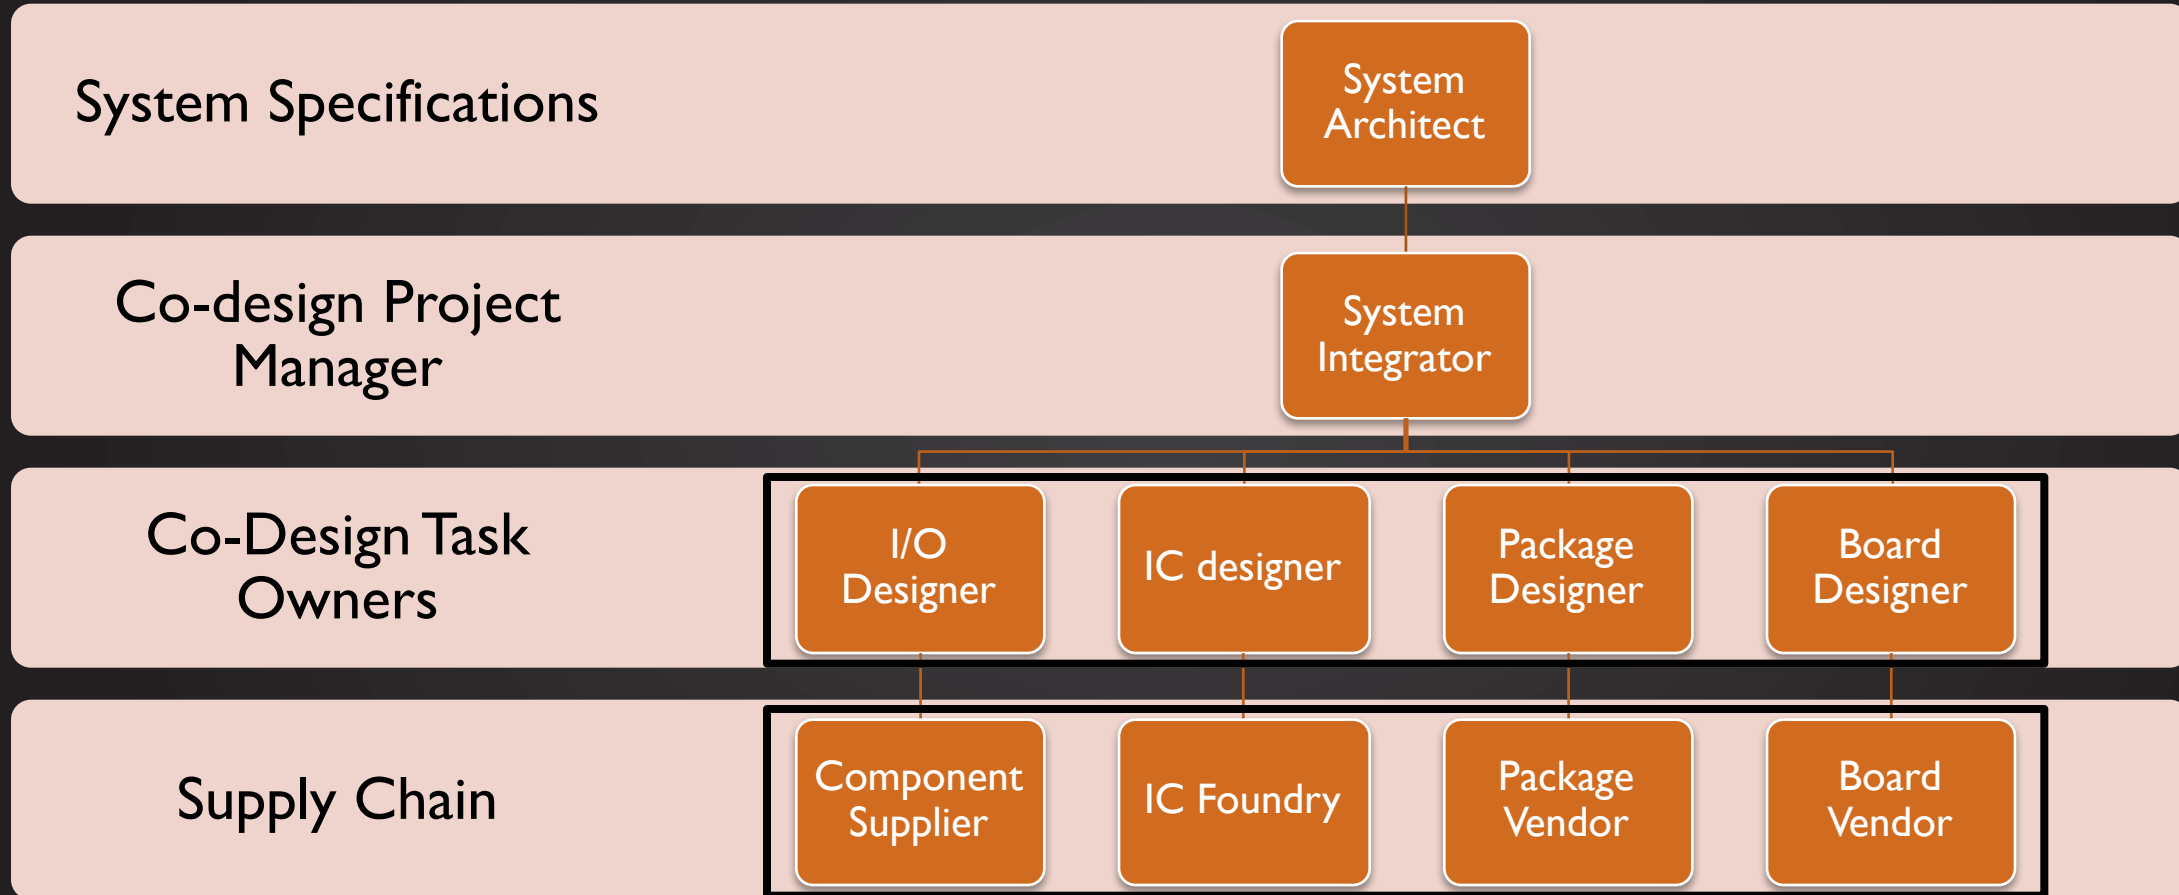 System Specifications
System
Architect
Co-design Project
Manager
System
Integrator
Co-Design Task
Owners
I/O
Designer
IC designer
Package
Designer
Board
Designer
Supply Chain
Component
Supplier
IC Foundry
Package
Vendor
Board
Vendor